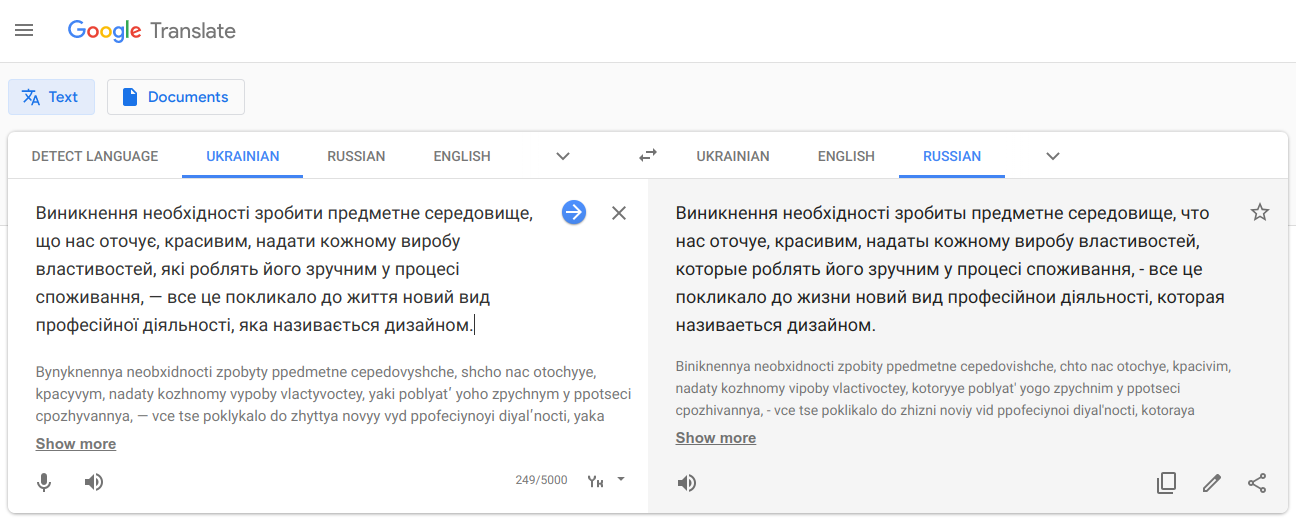 Google Translate
Text
Documents
DETECT LANGUAGE UKRAINIAN RUSSIAN ENGLISH
UKRAINIAN ENGLISH RUSSIAN
Виникнення необхідності зробити предметне середовище,
що нас оточує, красивим, надати кожному виробу
властивостей, які роблять його зручним у процесі
споживання, — все це покликало до життя новий вид
професійної діяльності, яка називається дизайном.
Bynyknennya neobxidnocti zpobyty ppedmetne cepedovyshche, shcho nac otochyye,
kpacyvym, nadaty kozhnomy vypoby vlactyvoctey, yaki poblyatʹ yoho zpychnym y ppotseci
cpozhyvannya, — vce tse poklykalo do zhyttya novyy vyd ppofeciynoyi diyalʹnocti, yaka
Show more
249/5000
Виникнення необхідності зробиты предметне середовище, что
нас оточуе, красивим, надаты кожному виробу властивостей,
которые роблять його зручним у процесі споживання, - все це
покликало до жизни новий вид професійнои діяльності, которая
називаеться дизайном.
Biniknennya neobxidnocti zpobity ppedmetne cepedovishche, chto nac otochye, kpacivim,
nadaty kozhnomy vipoby vlactivoctey, kotoryye poblyat' yogo zpychnim y ppotseci
cpozhivannya, - vce tse poklikalo do zhizni noviy vid ppofeciynoi diyal'nocti, kotoraya
Show more